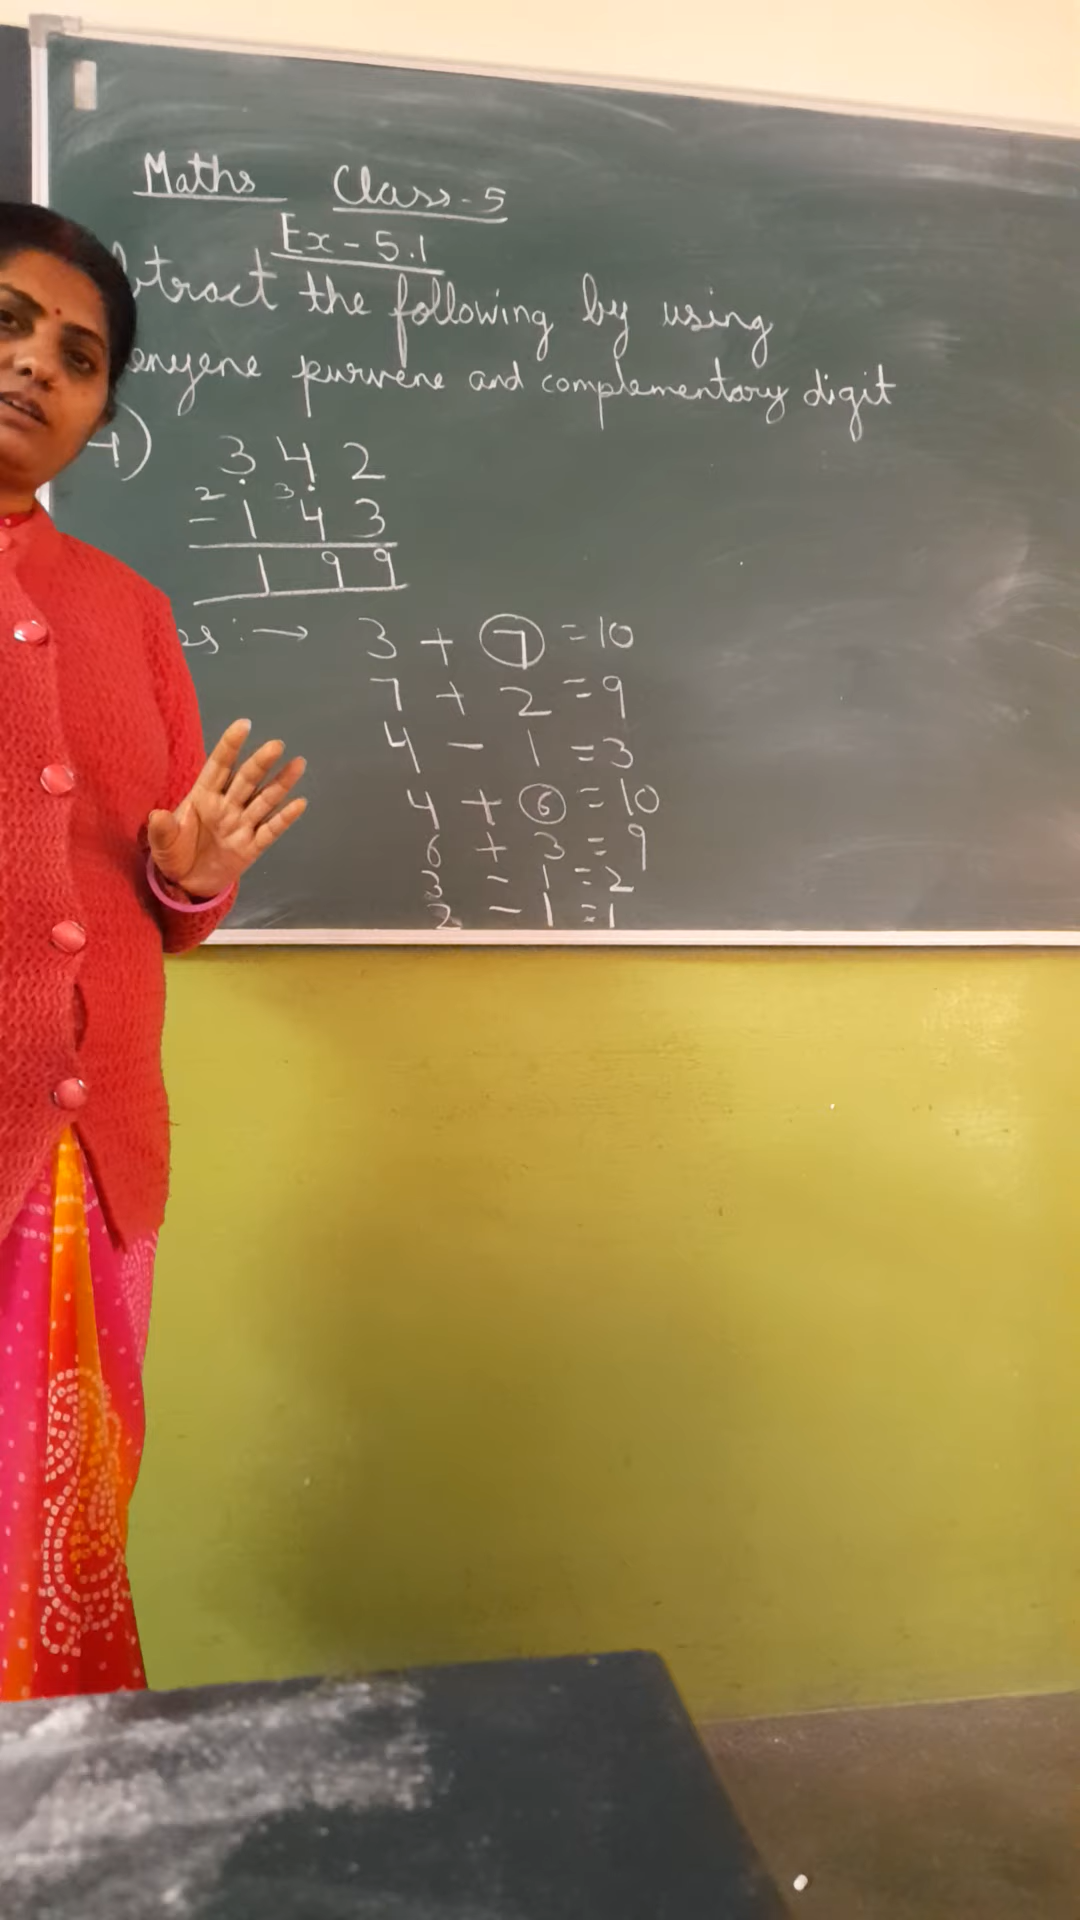 Maths Class-5
Ex-5.1
the following by using
purvene and complementary digit
3 4 2
2 3
- 1 4 3
1 9 9
:→ 3 + 7 = 10
7 + 2 = 9
4 - 1 = 3
4 + 6 = 10
6 + 3 = 9
3 - 1 = 2
2 - 1 = 1